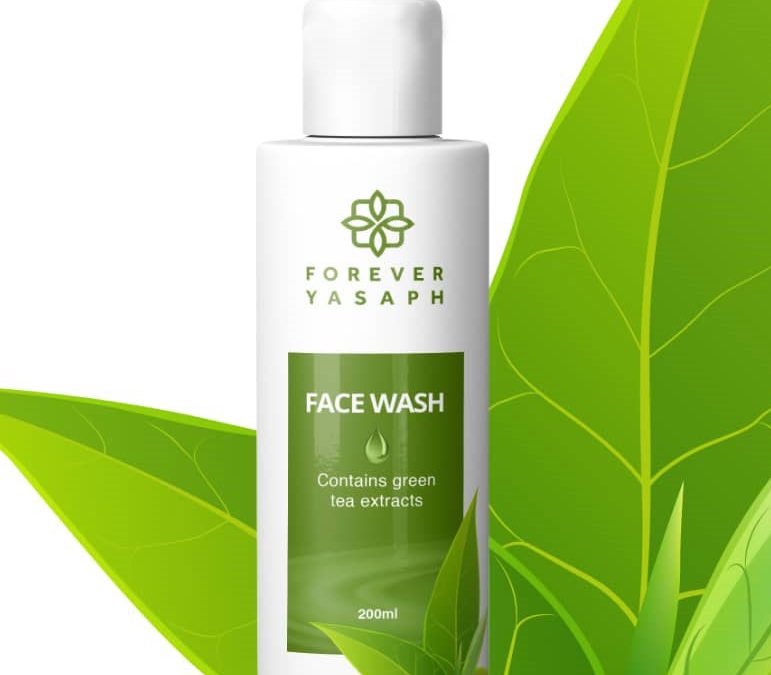 FOREVER
YASAPH
FACE WASH
Contains green
tea extracts
200ml